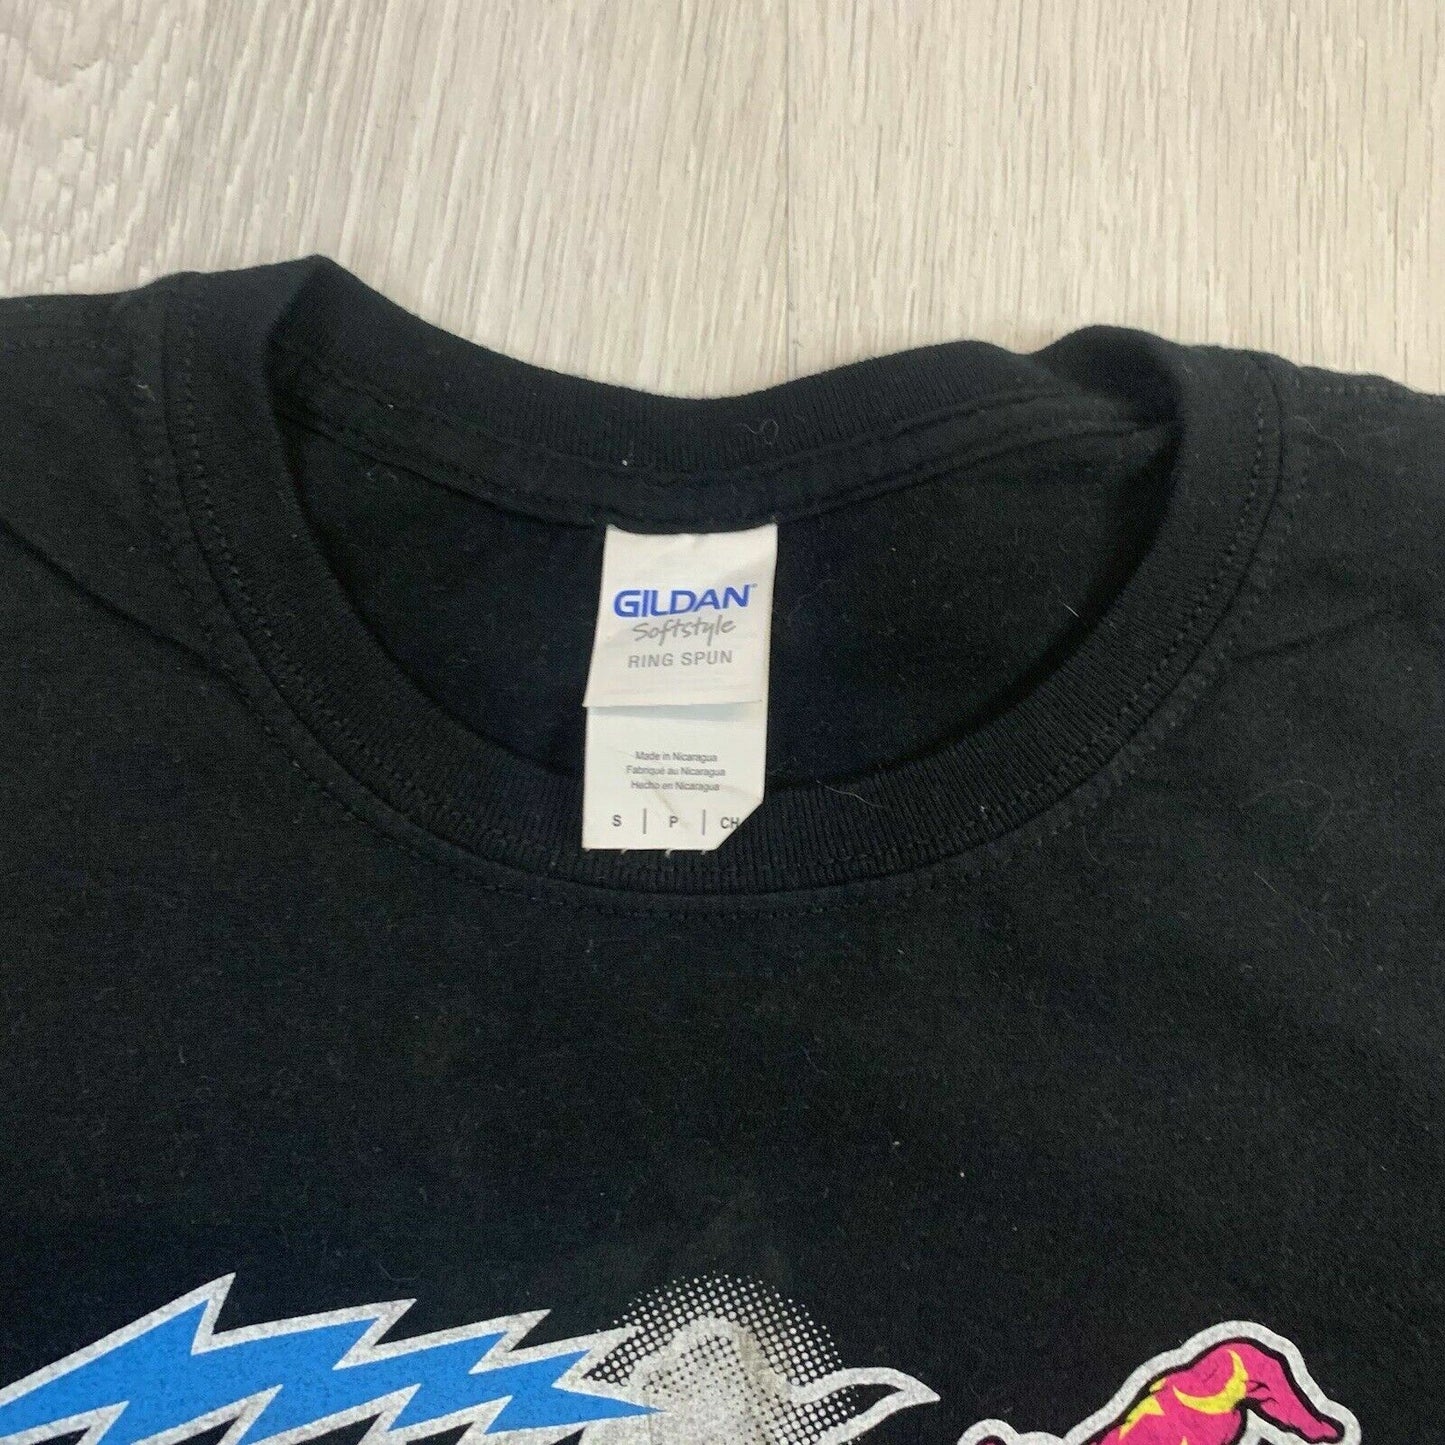 GILDAN
Softstyle
RING SPUN
Made in Nicaragua
Fabriqué au Nicaragua
Hecho en Nicaragua
S | P | CH